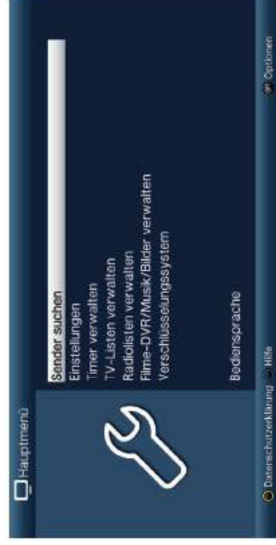 Hauptmenü
Sender suchen
Einstellungen
Timer verwalten
TV-Listen verwalten
Radiolisten verwalten
Filme-DVR/Musik/Bilder verwalten
Verschlüsselungssystem
Bediensprache
Datenschutzerklärung Hilfe Optionen